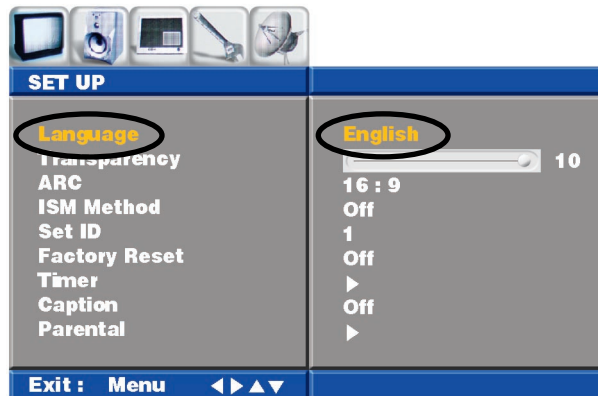 SET UP
Language English
Transparency 10
ARC 16 : 9
ISM Method Off
Set ID 1
Factory Reset Off
Timer
Caption Off
Parental
Exit : Menu